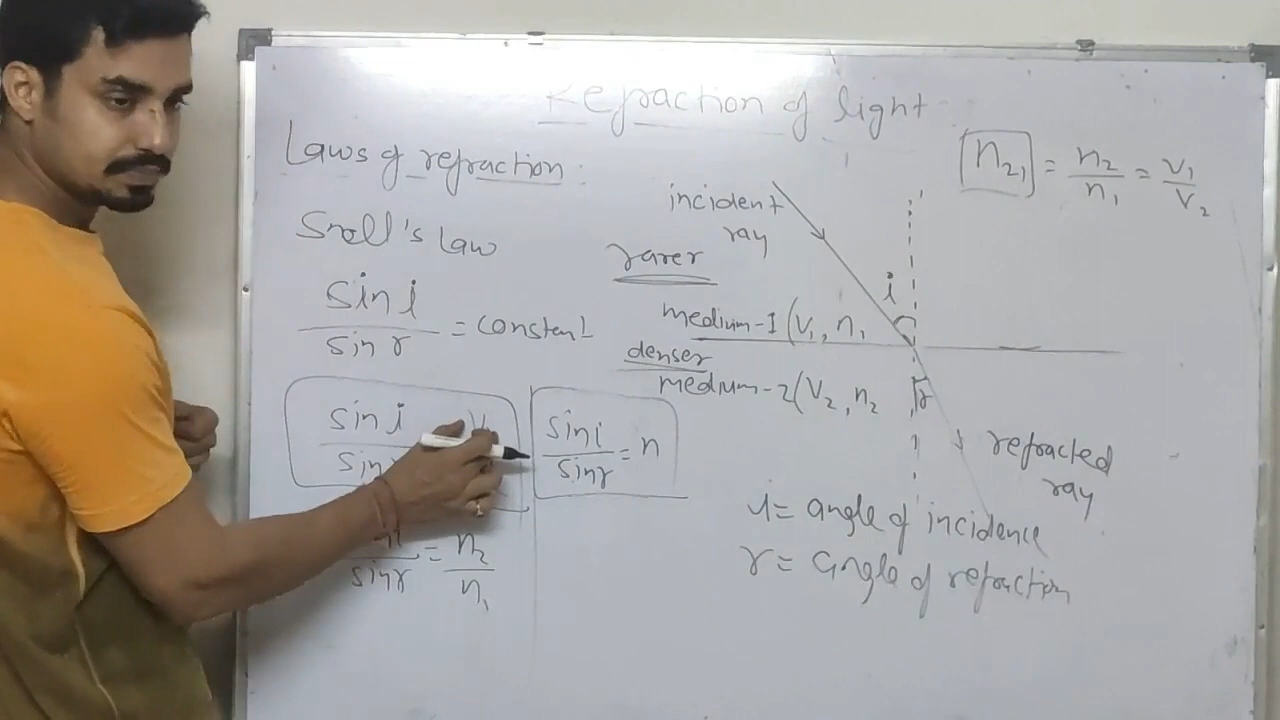 Refraction of light
Laws of refraction:
Snell's Law
sin i / sin r = constant
sin i
sin r = n2 / n1
sin i / sin r = n
n21 = n2 / n1 = v1 / v2
incident
ray
rarer
i
medium-1 (v1, n1
denser
medium-2 (v2, n2
r
refracted
ray
i = angle of incidence
r = angle of refraction